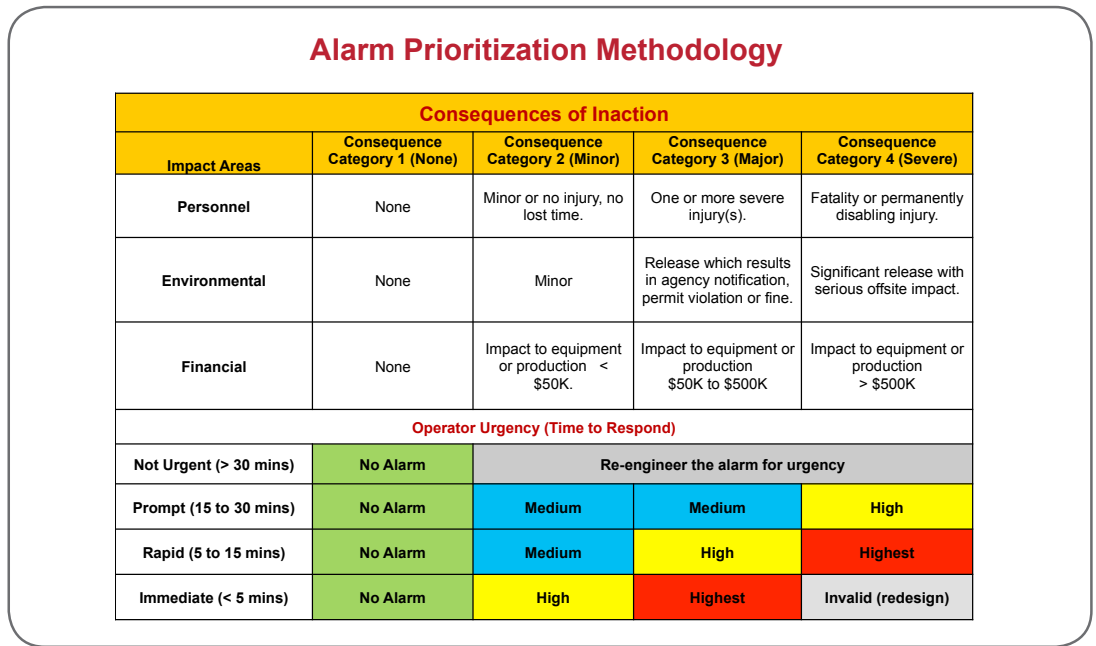 Alarm Prioritization Methodology
Consequences of Inaction
Impact Areas
Consequence
Category 1 (None)
Consequence
Category 2 (Minor)
Consequence
Category 3 (Major)
Consequence
Category 4 (Severe)
Personnel
None
Minor or no injury, no
lost time.
One or more severe
injury(s).
Fatality or permanently
disabling injury.
Environmental
None
Minor
Release which results
in agency notification,
permit violation or fine.
Significant release with
serious offsite impact.
Financial
None
Impact to equipment
or production <
$50K.
Impact to equipment or
production
$50K to $500K
Impact to equipment or
production
> $500K
Operator Urgency (Time to Respond)
Not Urgent (> 30 mins)
No Alarm
Re-engineer the alarm for urgency
Prompt (15 to 30 mins)
No Alarm
Medium
Medium
High
Rapid (5 to 15 mins)
No Alarm
Medium
High
Highest
Immediate (< 5 mins)
No Alarm
High
Highest
Invalid (redesign)